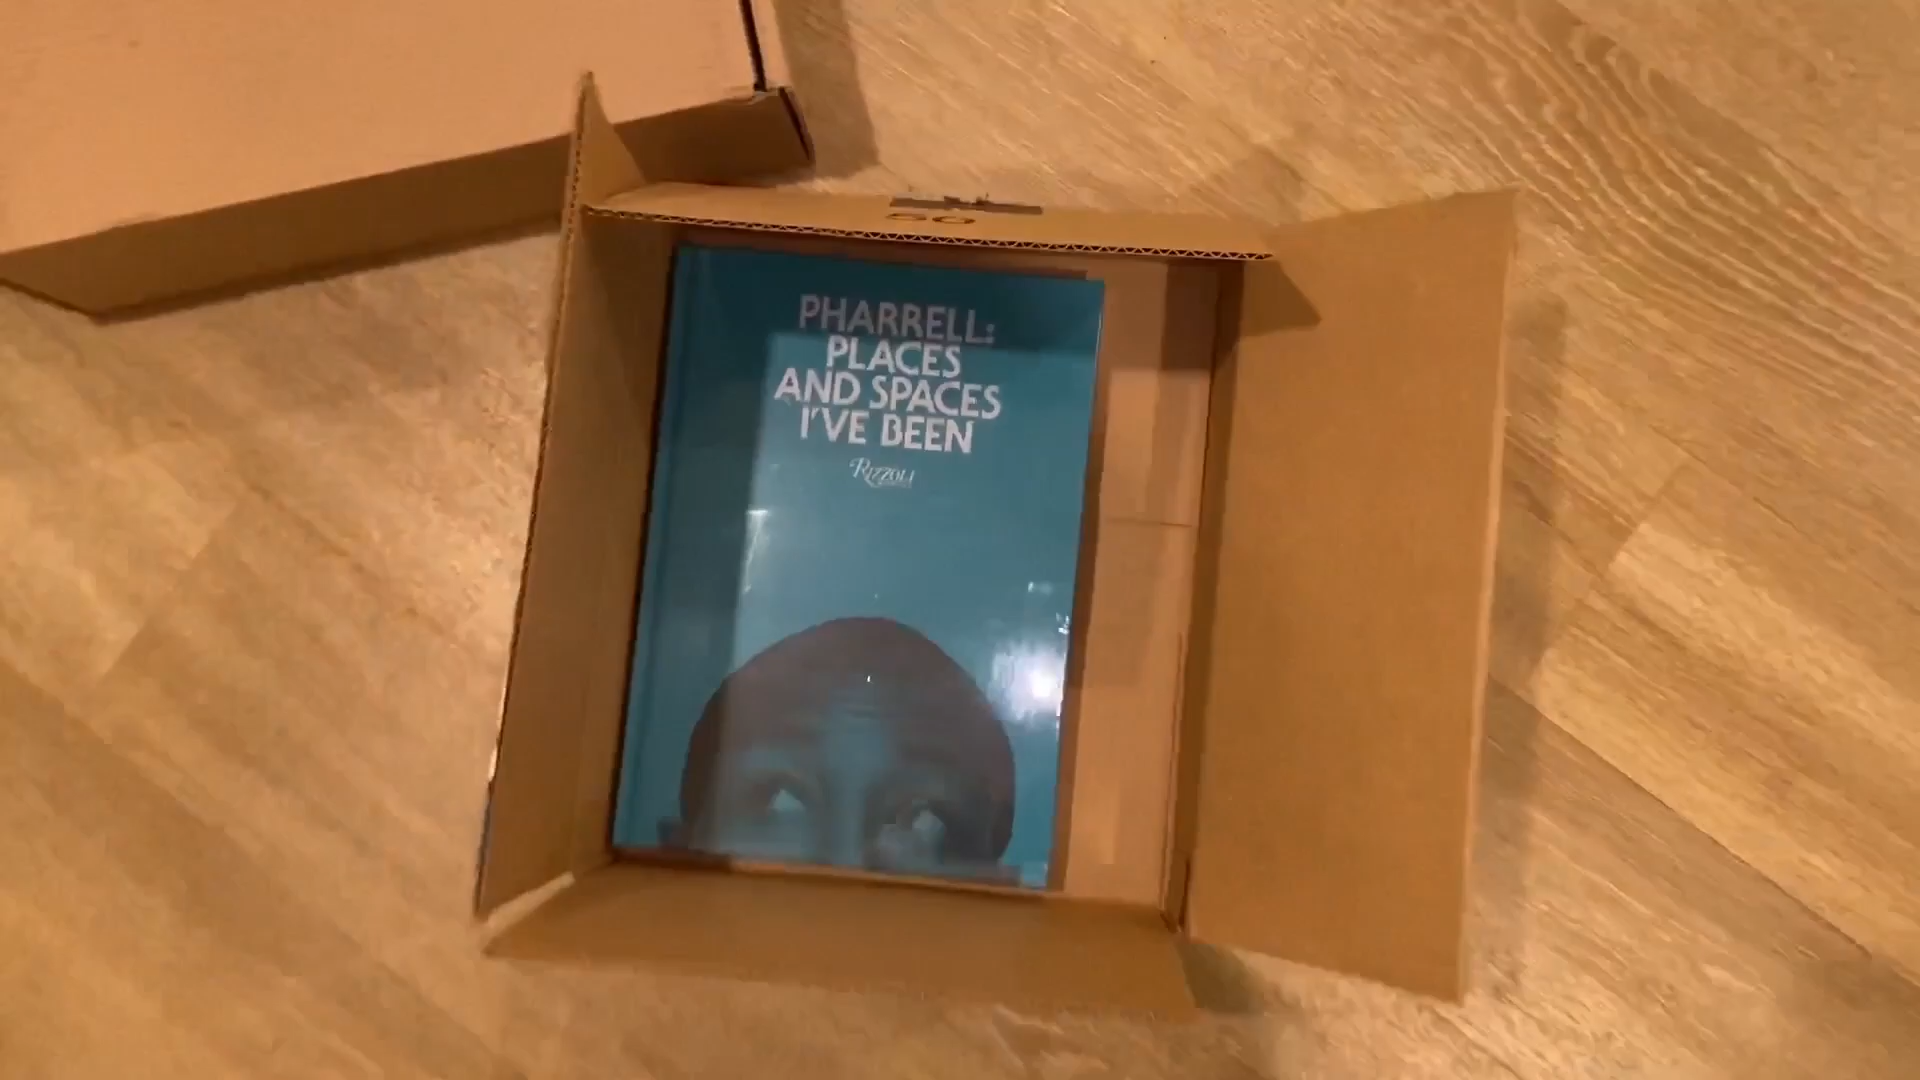 PHARRELL:
PLACES
AND SPACES
I'VE BEEN
RIZZOLI